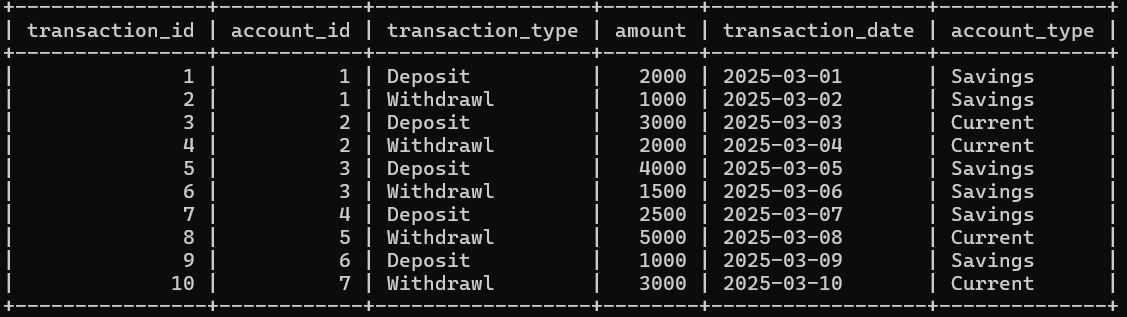 +----------------+------------+------------------+--------+------------------+--------------+
| transaction_id | account_id | transaction_type | amount | transaction_date | account_type |
+----------------+------------+------------------+--------+------------------+--------------+
| 1 | 1 | Deposit | 2000 | 2025-03-01 | Savings |
| 2 | 1 | Withdrawl | 1000 | 2025-03-02 | Savings |
| 3 | 2 | Deposit | 3000 | 2025-03-03 | Current |
| 4 | 2 | Withdrawl | 2000 | 2025-03-04 | Current |
| 5 | 3 | Deposit | 4000 | 2025-03-05 | Savings |
| 6 | 3 | Withdrawl | 1500 | 2025-03-06 | Savings |
| 7 | 4 | Deposit | 2500 | 2025-03-07 | Savings |
| 8 | 5 | Withdrawl | 5000 | 2025-03-08 | Current |
| 9 | 6 | Deposit | 1000 | 2025-03-09 | Savings |
| 10 | 7 | Withdrawl | 3000 | 2025-03-10 | Current |
+----------------+------------+------------------+--------+------------------+--------------+